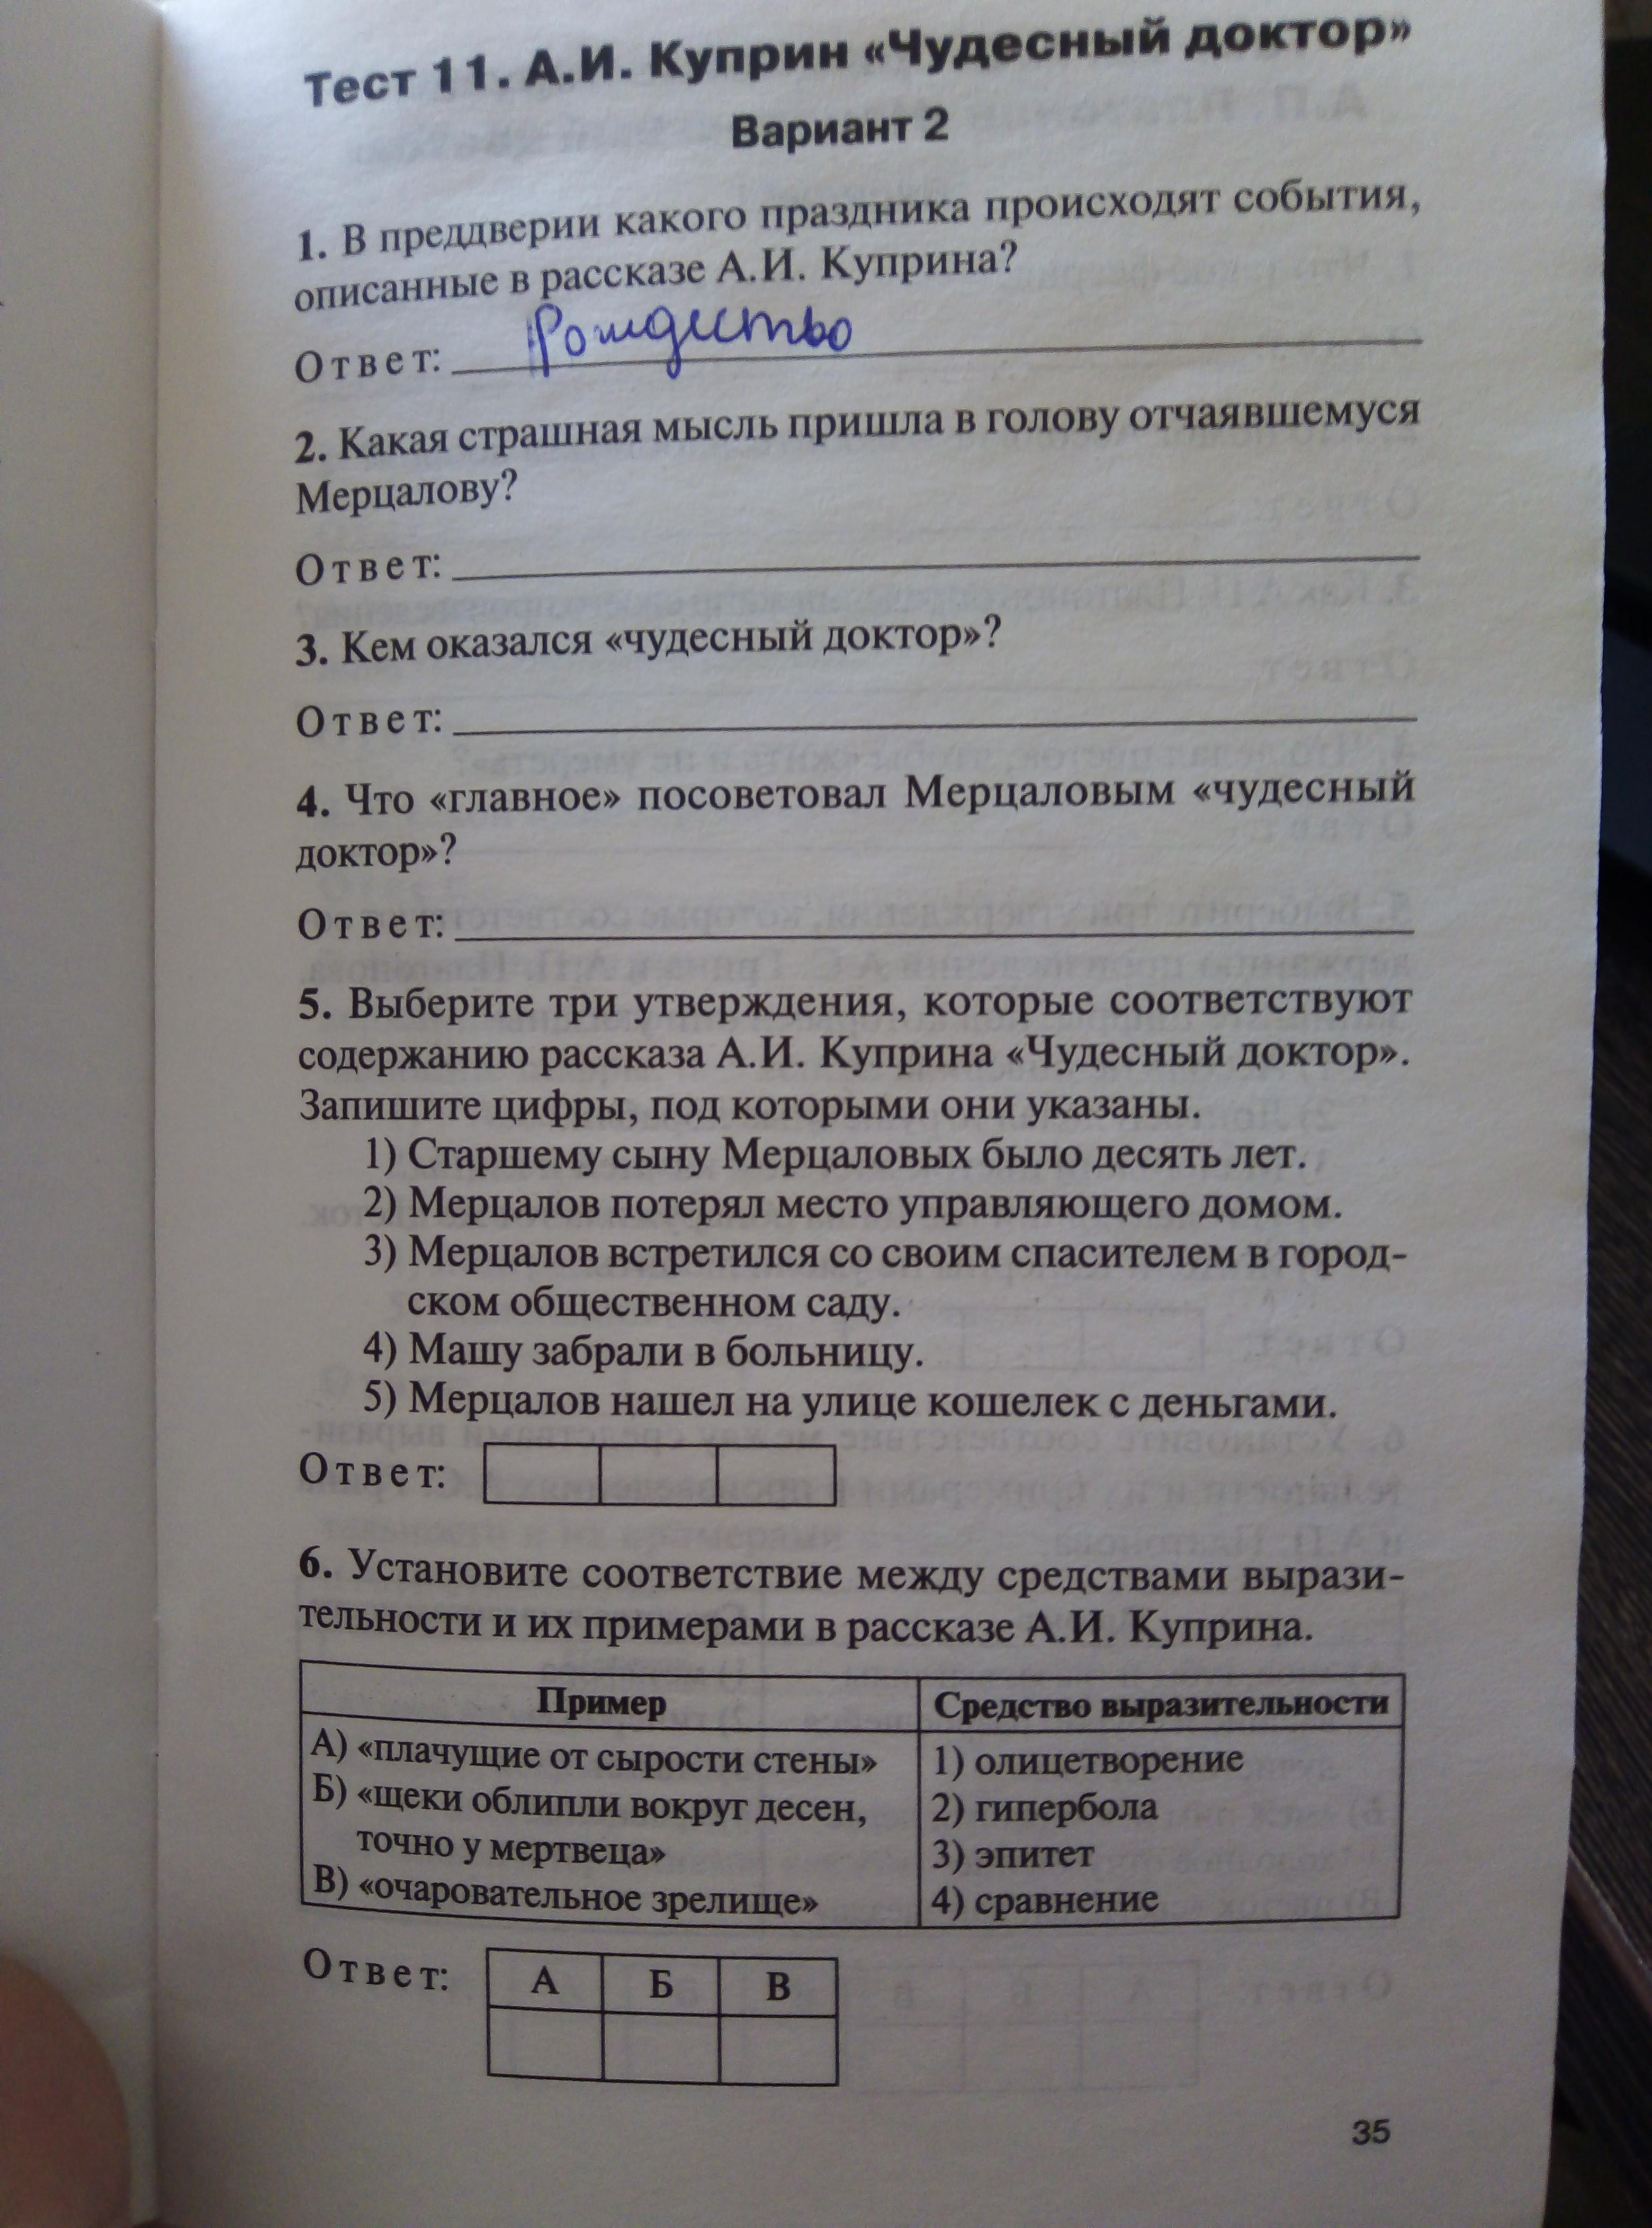 Тест 11. А.И. Куприн «Чудесный доктор»
Вариант 2
1. В преддверии какого праздника происходят события,
описанные в рассказе А.И. Куприна?
Ответ: Рождество
2. Какая страшная мысль пришла в голову отчаявшемуся
Мерцалову?
Ответ:
3. Кем оказался «чудесный доктор»?
Ответ:
4. Что «главное» посоветовал Мерцаловым «чудесный
доктор»?
Ответ:
5. Выберите три утверждения, которые соответствуют
содержанию рассказа А.И. Куприна «Чудесный доктор».
Запишите цифры, под которыми они указаны.
1) Старшему сыну Мерцаловых было десять лет.
2) Мерцалов потерял место управляющего домом.
3) Мерцалов встретился со своим спасителем в город-
ском общественном саду.
4) Машу забрали в больницу.
5) Мерцалов нашел на улице кошелек с деньгами.
Ответ:
6. Установите соответствие между средствами вырази-
тельности и их примерами в рассказе А.И. Куприна.
Пример Средство выразительности
А) «плачущие от сырости стены» 1) олицетворение
Б) «щеки облипли вокруг десен, 2) гипербола
точно у мертвеца» 3) эпитет
В) «очаровательное зрелище» 4) сравнение
Ответ: А Б В
35